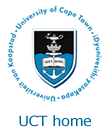 University of Cape Town · iYunivesithi yaseKapa · Universiteit van Kaapstad ·
UCT home